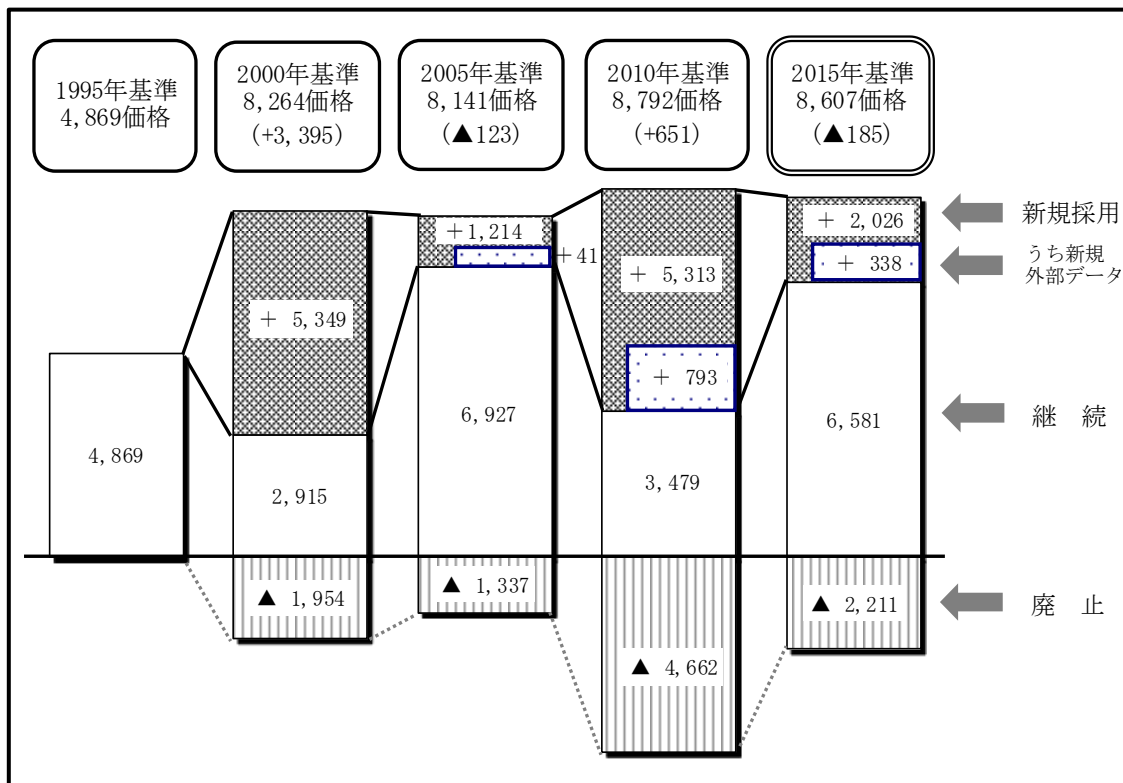 1995年基準
4,869価格
2000年基準
8,264価格
(+3,395)
2005年基準
8,141価格
(▲123)
2010年基準
8,792価格
(+651)
2015年基準
8,607価格
(▲185)
+1,214
+ 2,026
新規採用
+41
+ 338
うち新規
外部データ
+ 5,313
+ 5,349
+ 793
4,869
2,915
6,927
3,479
6,581
継 続
▲ 1,954
▲ 1,337
▲ 4,662
▲ 2,211
廃 止